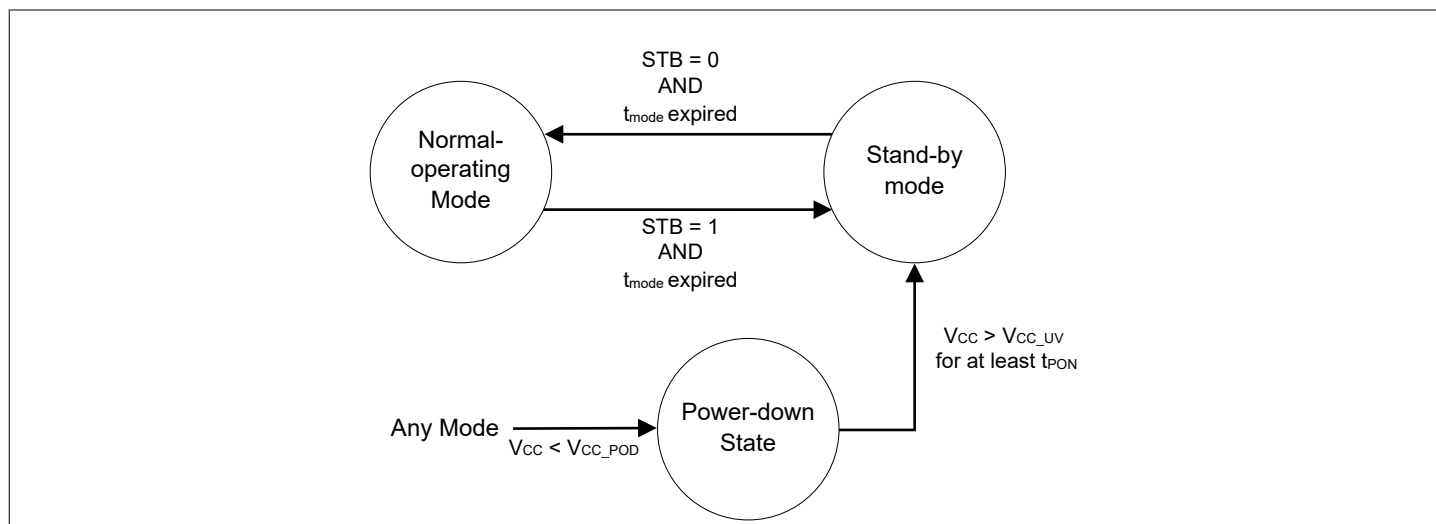 STB = 0
AND
tmode expired
Normal-
operating
Mode
Stand-by
mode
STB = 1
AND
tmode expired
VCC > VCC_UV
for at least tPON
Any Mode
VCC < VCC_POD
Power-down
State